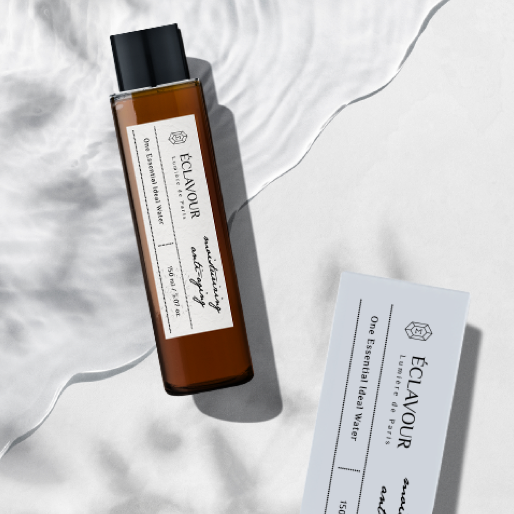 ÉCLAVOUR
Lumière de Paris
One Essential Ideal Water
moisturizing
anti-aging
150 ml / 5.07 oz.
ÉCLAVOUR
Lumière de Paris
One Essential Ideal Water